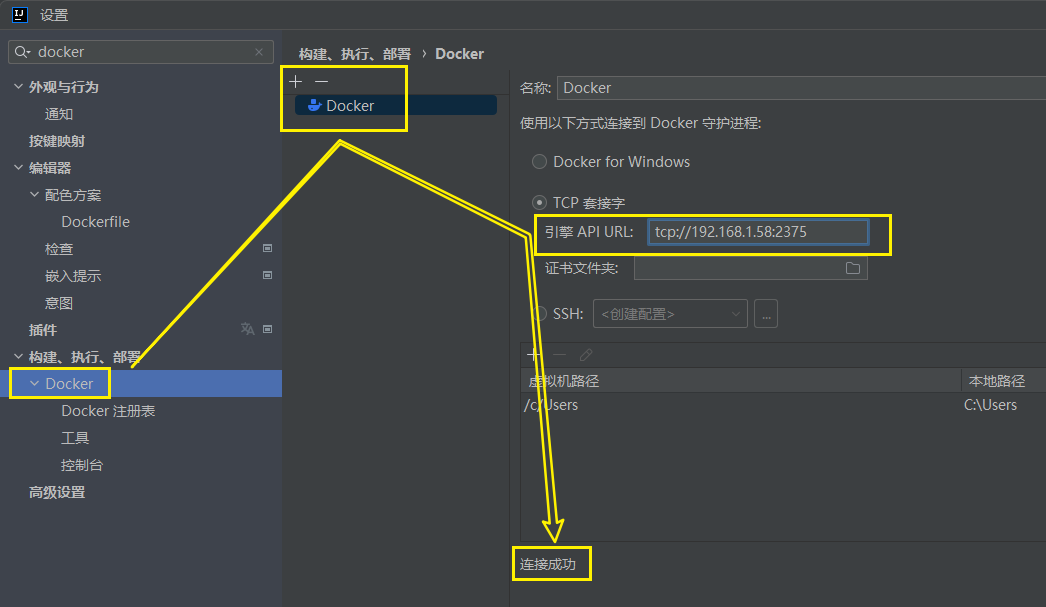 IJ 设置
docker
外观与行为
通知
按键映射
编辑器
配色方案
Dockerfile
检查
嵌入提示
意图
插件
构建、执行、部署
Docker
Docker 注册表
工具
控制台
高级设置
构建、执行、部署 › Docker
Docker
名称: Docker
使用以下方式连接到 Docker 守护进程:
Docker for Windows
TCP 套接字
引擎 API URL: tcp://192.168.1.58:2375
证书文件夹:
SSH: <创建配置> ...
虚拟机路径 本地路径
/c/Users C:\Users
连接成功